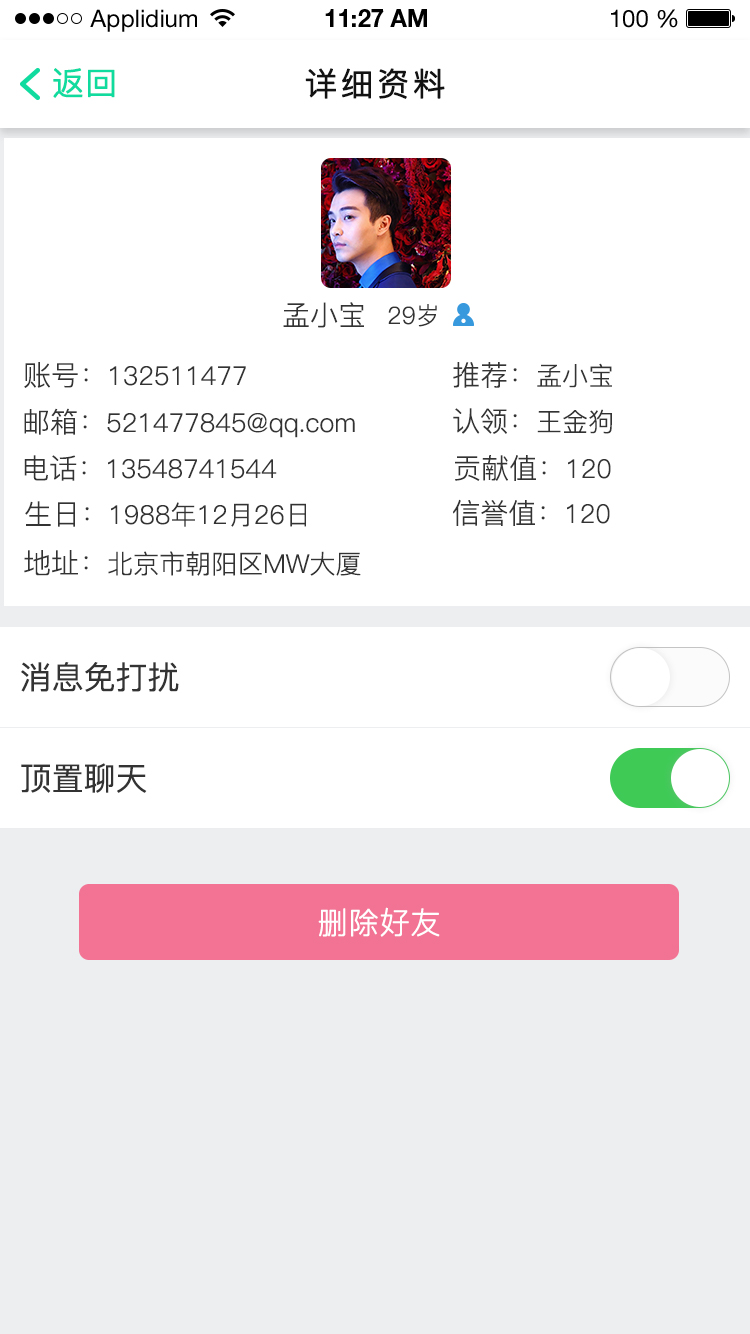 Applidium 11:27 AM 100 %
返回 详细资料
孟小宝 29岁
账号：132511477 推荐：孟小宝
邮箱：521477845@qq.com 认领：王金狗
电话：13548741544 贡献值：120
生日：1988年12月26日 信誉值：120
地址：北京市朝阳区MW大厦
消息免打扰
顶置聊天
删除好友